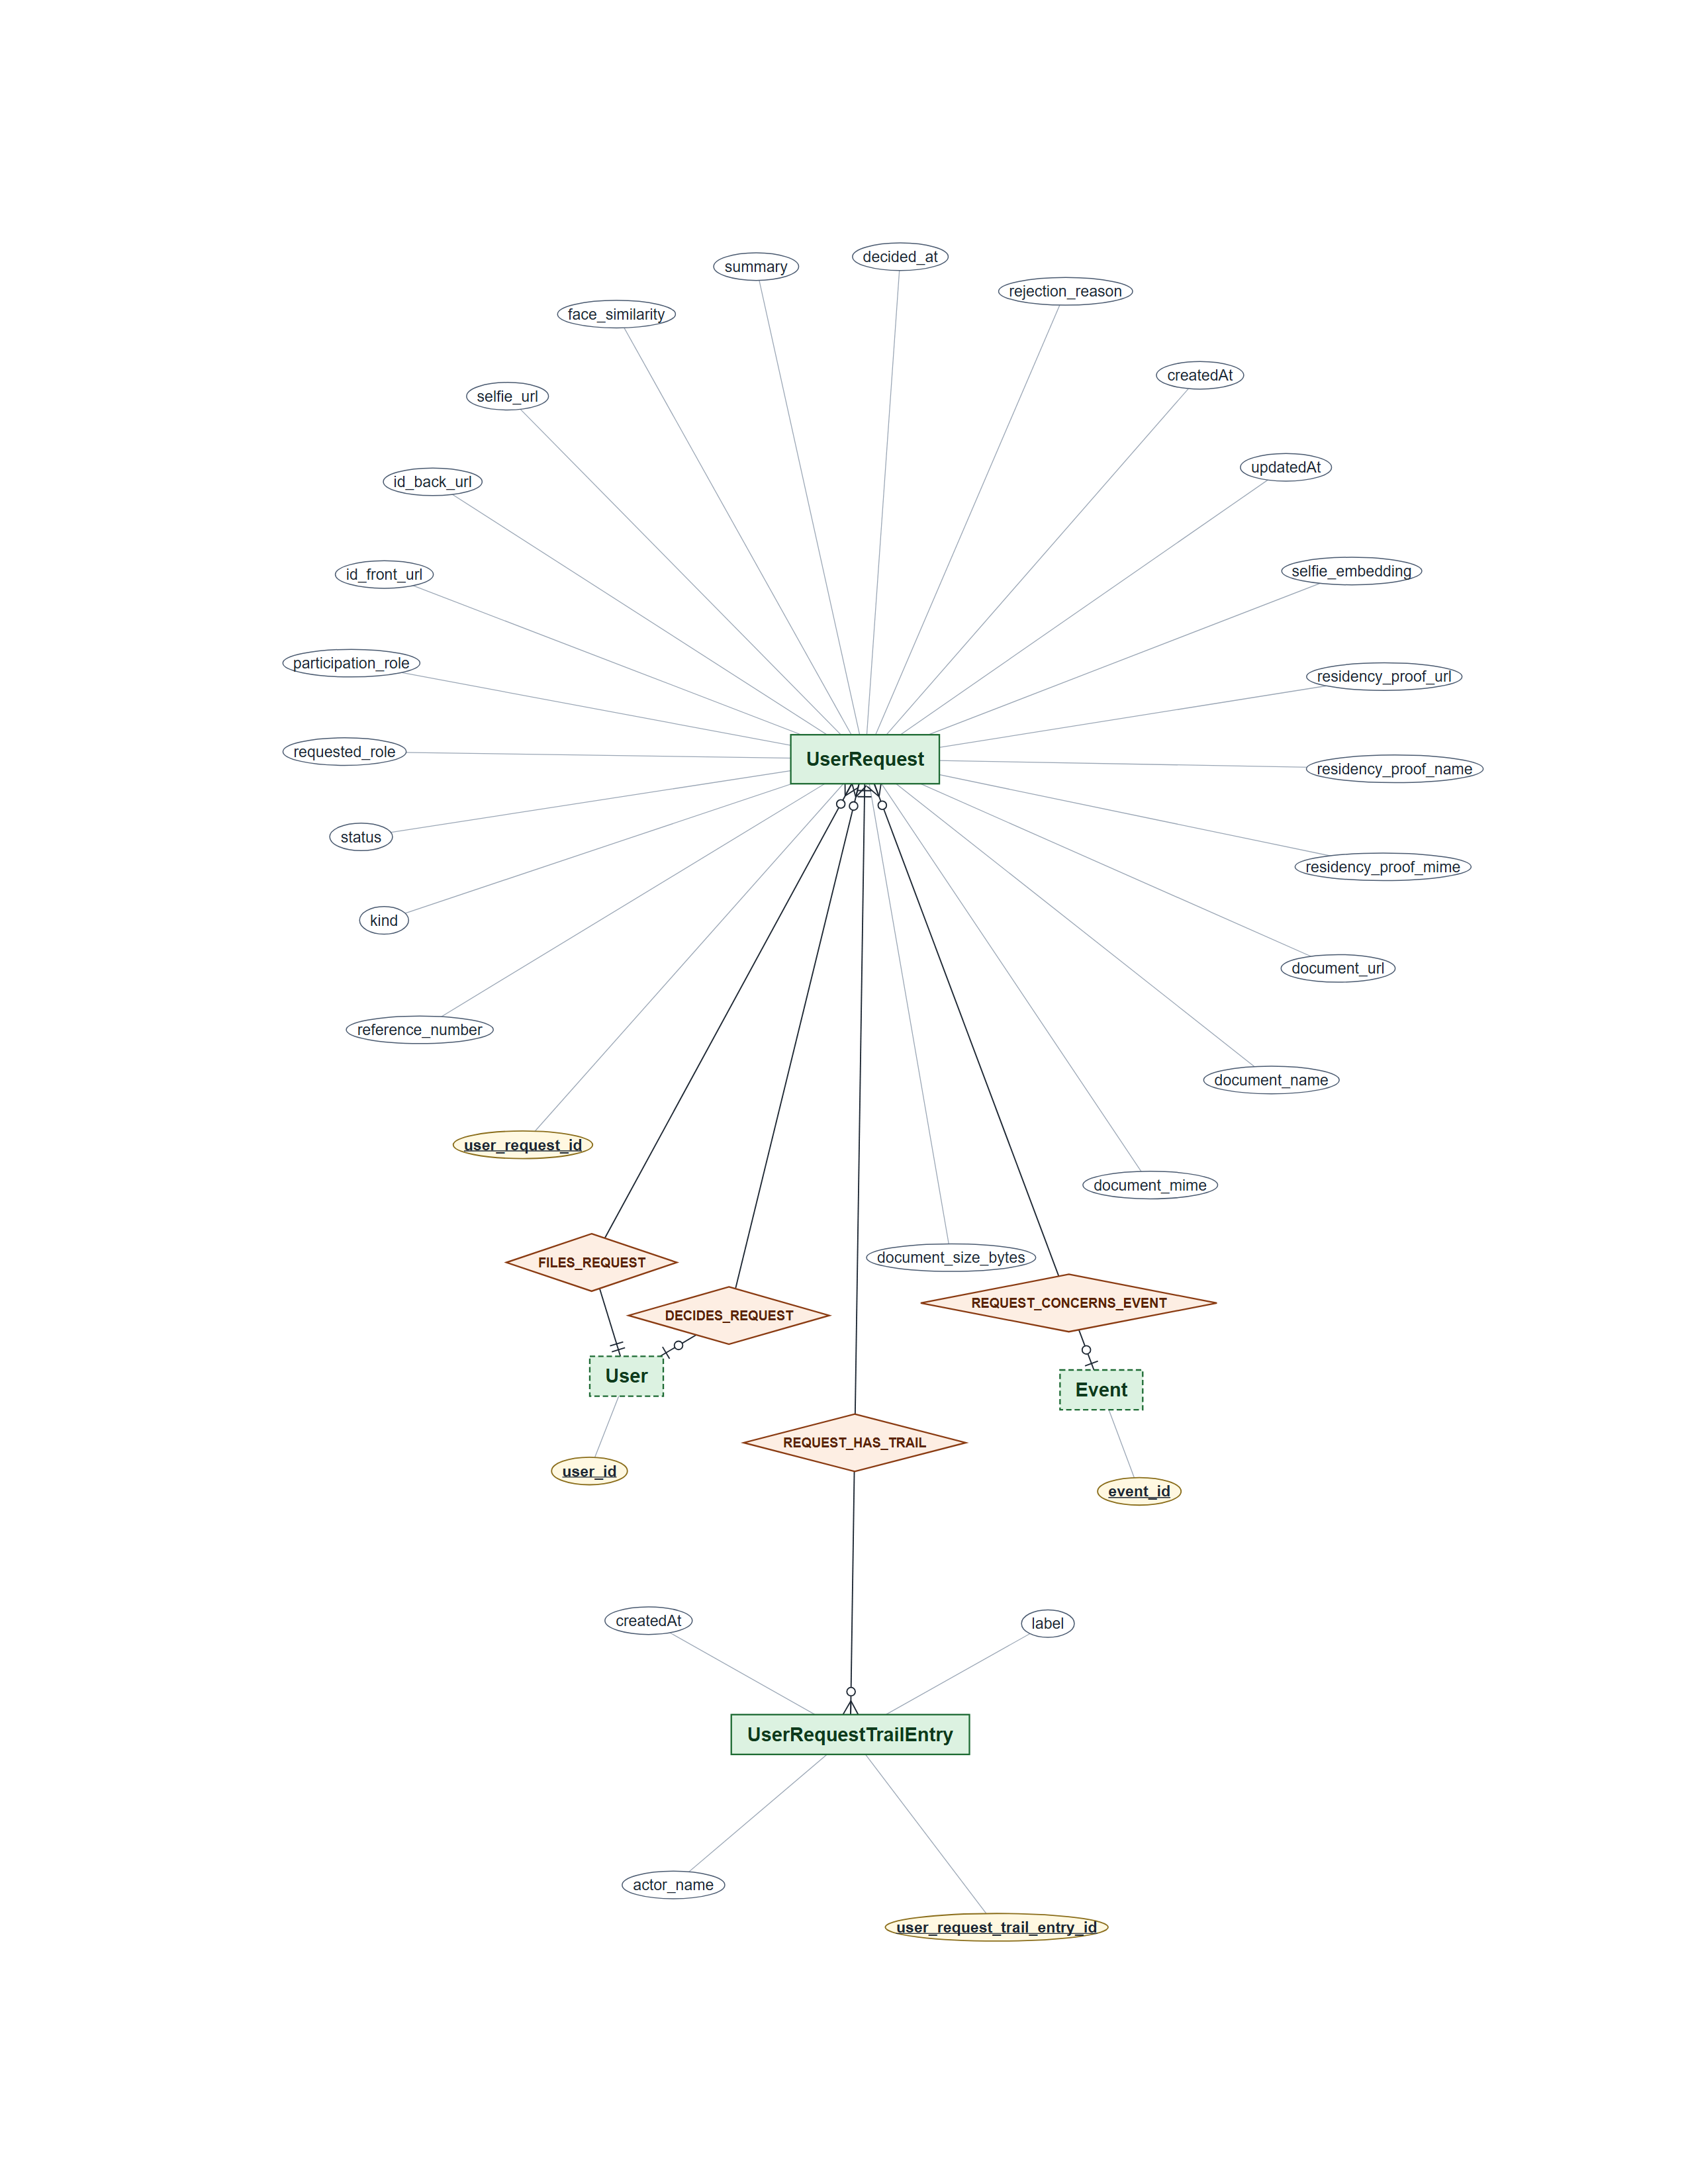 decided_at
summary
rejection_reason
face_similarity
createdAt
selfie_url
updatedAt
id_back_url
selfie_embedding
id_front_url
participation_role
residency_proof_url
requested_role
UserRequest
residency_proof_name
status
residency_proof_mime
kind
document_url
reference_number
document_name
user_request_id
document_mime
document_size_bytes
FILES_REQUEST
REQUEST_CONCERNS_EVENT
DECIDES_REQUEST
User
Event
REQUEST_HAS_TRAIL
user_id
event_id
createdAt
label
UserRequestTrailEntry
actor_name
user_request_trail_entry_id